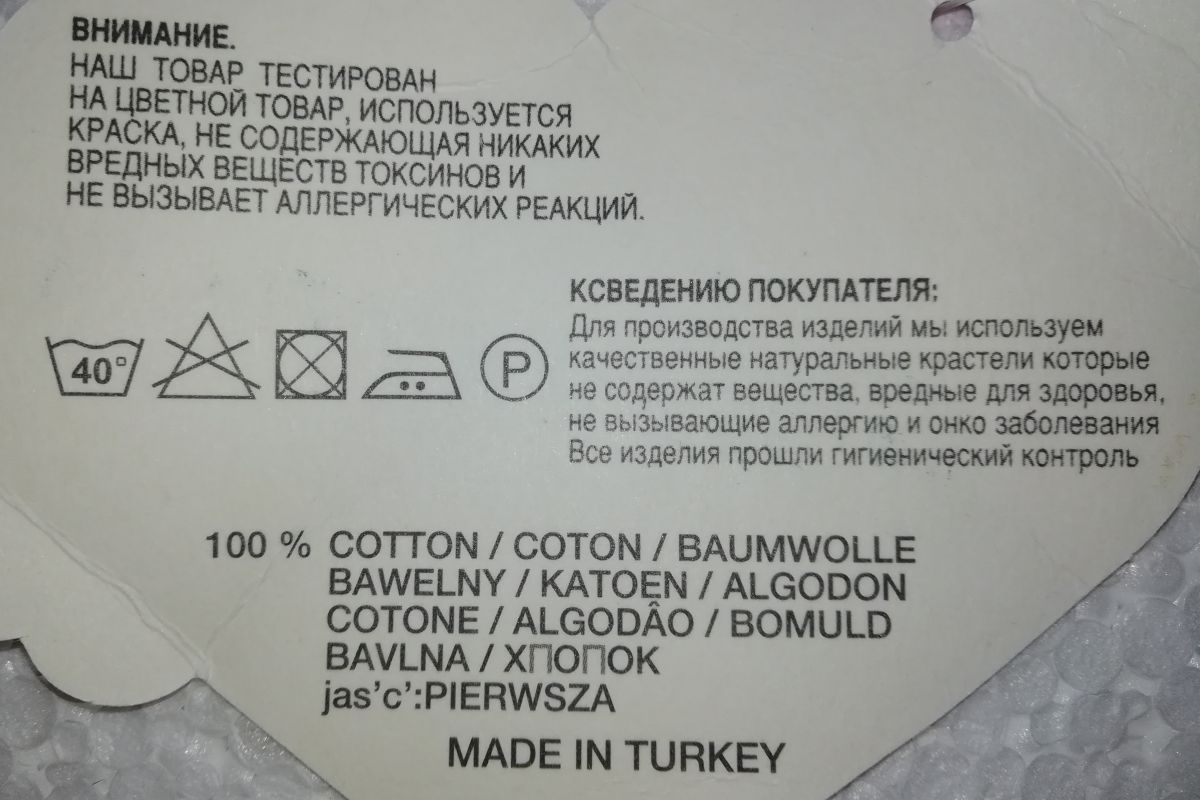 ВНИМАНИЕ.
НАШ ТОВАР ТЕСТИРОВАН
НА ЦВЕТНОЙ ТОВАР, ИСПОЛЬЗУЕТСЯ
КРАСКА, НЕ СОДЕРЖАЮЩАЯ НИКАКИХ
ВРЕДНЫХ ВЕЩЕСТВ ТОКСИНОВ И
НЕ ВЫЗЫВАЕТ АЛЛЕРГИЧЕСКИХ РЕАКЦИЙ.
40°
P
КСВЕДЕНИЮ ПОКУПАТЕЛЯ:
Для производства изделий мы используем
качественные натуральные крастели которые
не содержат вещества, вредные для здоровья,
не вызывающие аллергию и онко заболевания
Все изделия прошли гигиенический контроль
100 % COTTON / COTON / BAUMWOLLE
BAWELNY / KATOEN / ALGODON
COTONE / ALGODÂO / BOMULD
BAVLNA / ХПОПОК
jas'c':PIERWSZA
MADE IN TURKEY